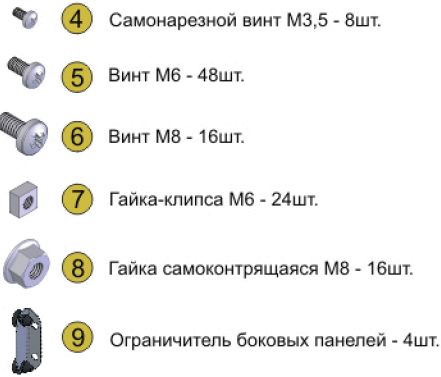 4 Самонарезной винт М3,5 - 8шт.
5 Винт М6 - 48шт.
6 Винт М8 - 16шт.
7 Гайка-клипса М6 - 24шт.
8 Гайка самоконтрящаяся М8 - 16шт.
9 Ограничитель боковых панелей - 4шт.